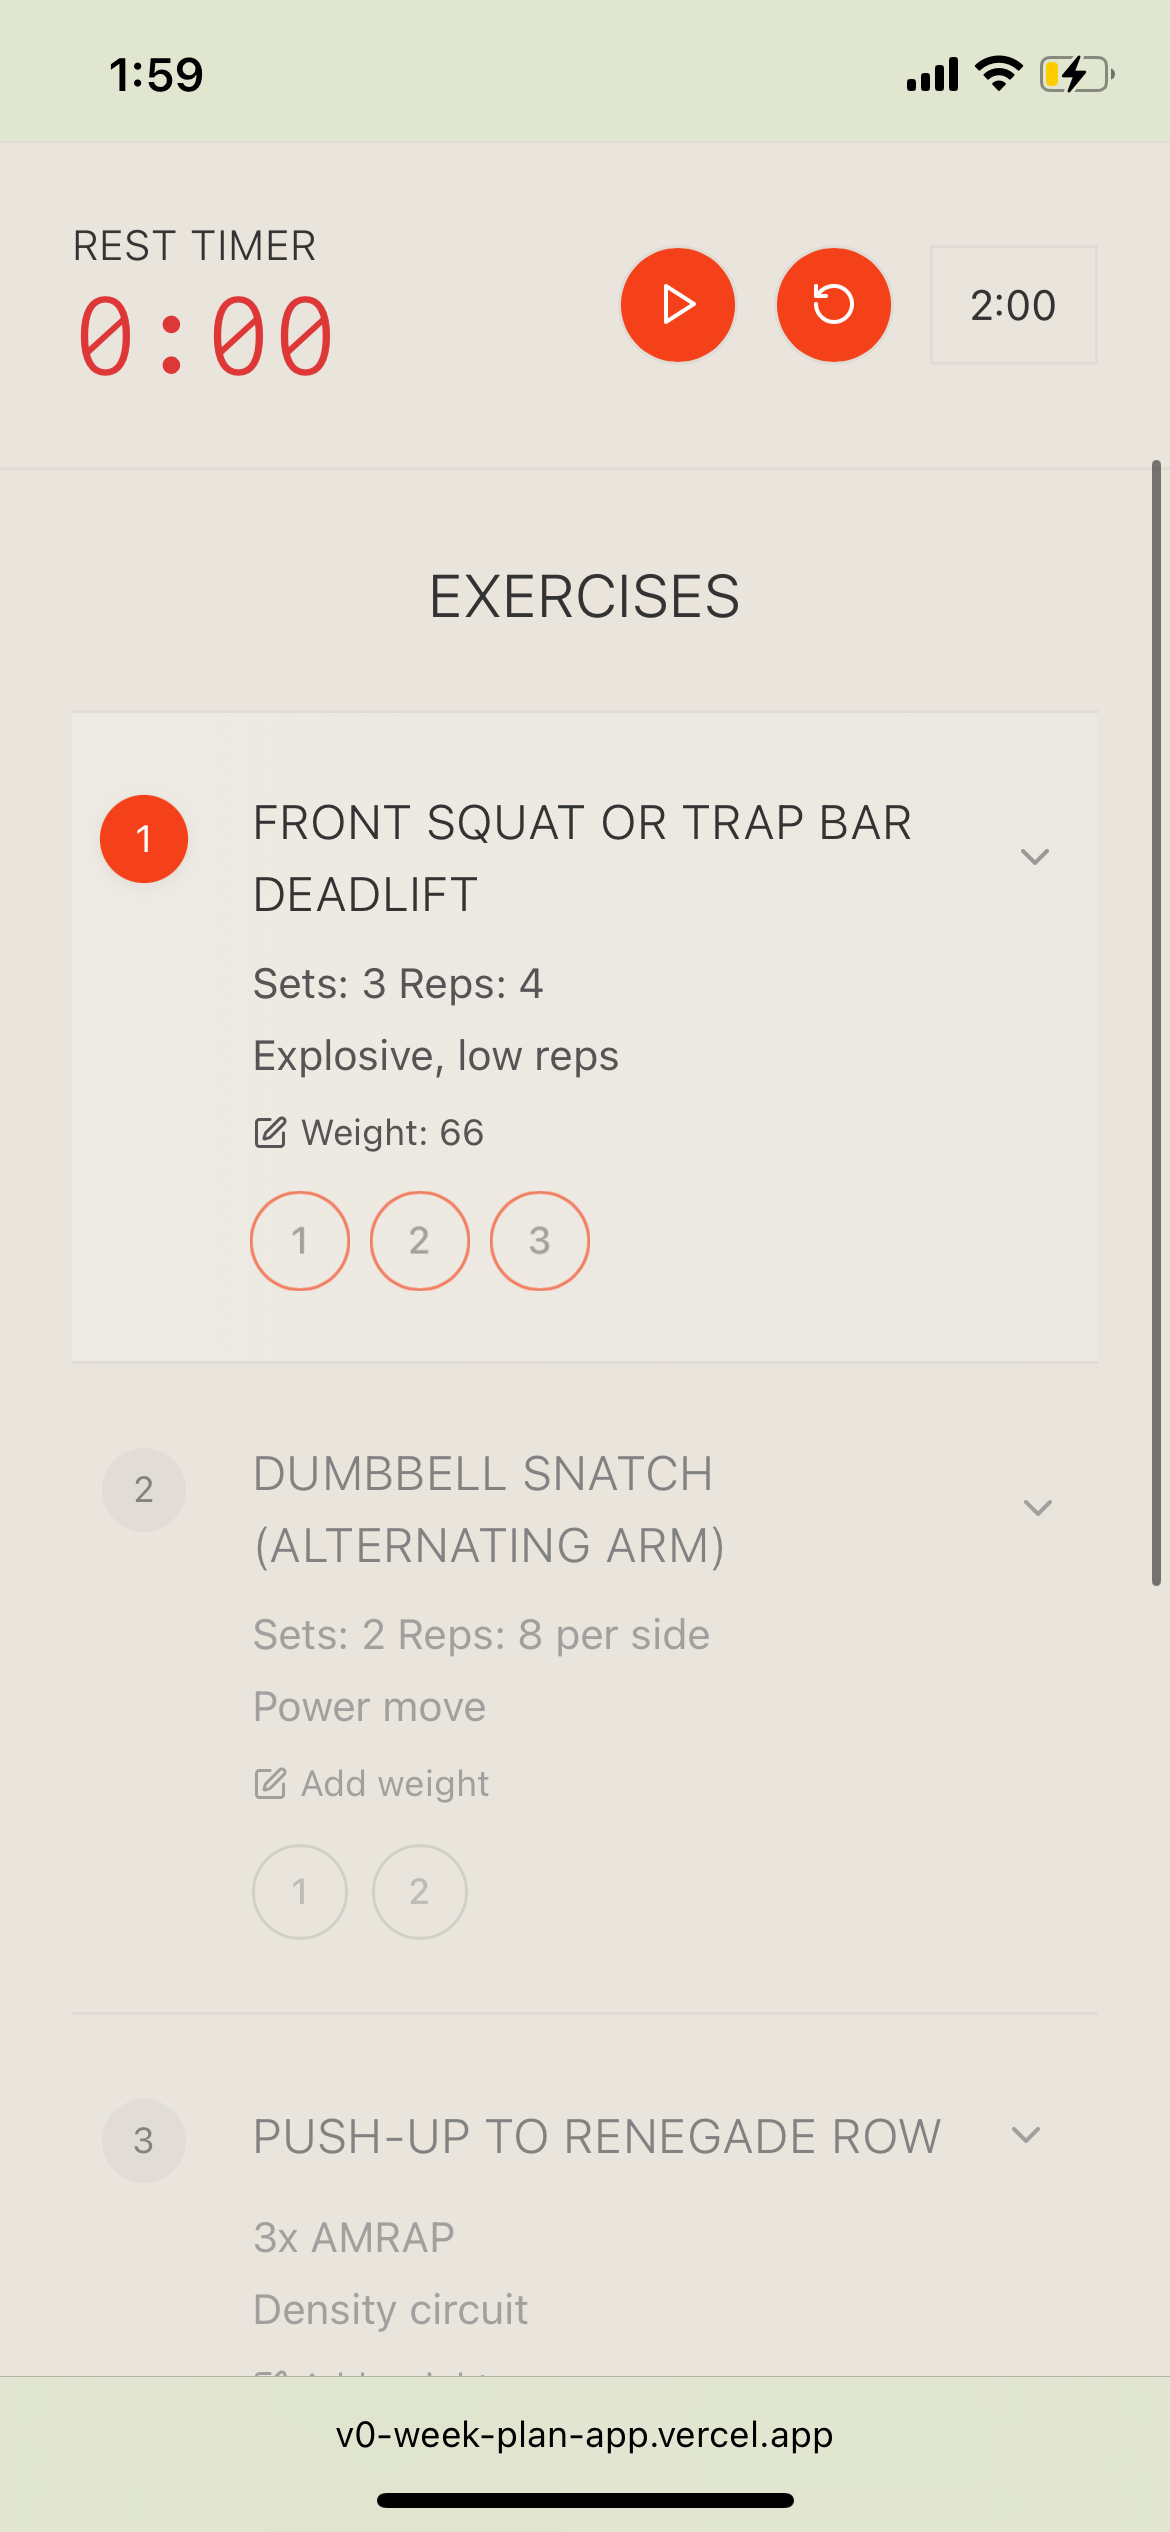 1:59
REST TIMER
0:00
2:00
EXERCISES
1
FRONT SQUAT OR TRAP BAR
DEADLIFT
Sets: 3 Reps: 4
Explosive, low reps
Weight: 66
1 2 3
2
DUMBBELL SNATCH
(ALTERNATING ARM)
Sets: 2 Reps: 8 per side
Power move
Add weight
1 2
3
PUSH-UP TO RENEGADE ROW
3x AMRAP
Density circuit
v0-week-plan-app.vercel.app